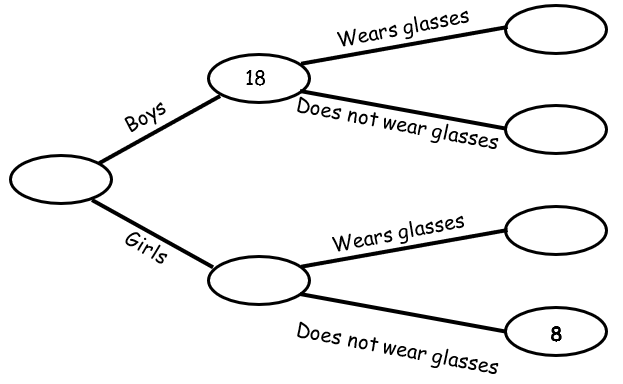 Wears glasses
18
Does not wear glasses
Boys
Girls
Wears glasses
8
Does not wear glasses